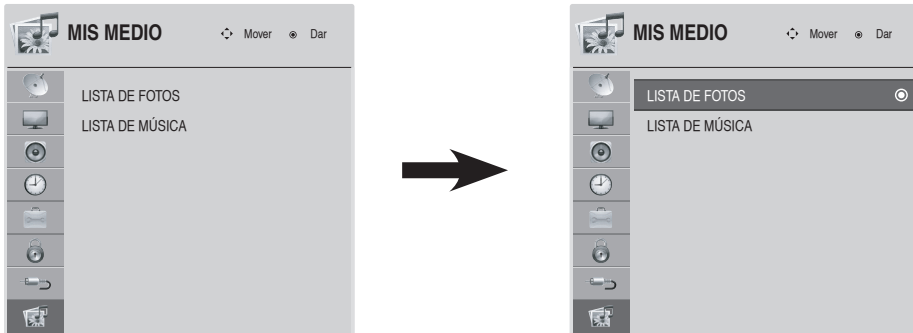 MIS MEDIO Mover Dar
LISTA DE FOTOS
LISTA DE MÚSICA
MIS MEDIO Mover Dar
LISTA DE FOTOS
LISTA DE MÚSICA